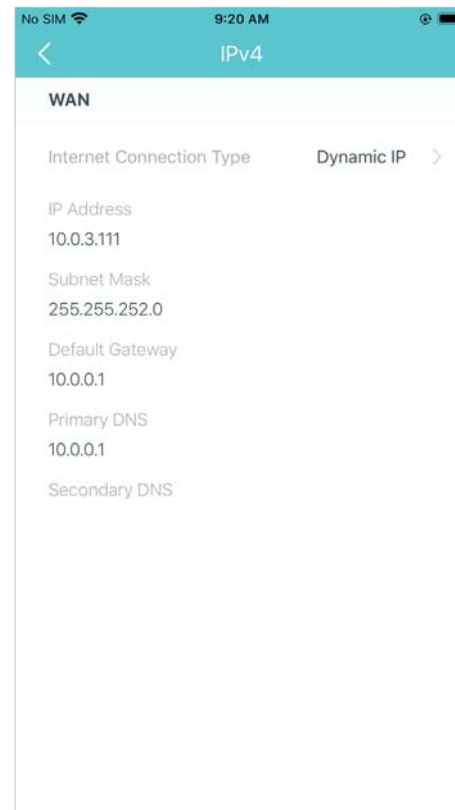 No SIM 9:20 AM
IPv4
WAN
Internet Connection Type Dynamic IP
IP Address
10.0.3.111
Subnet Mask
255.255.252.0
Default Gateway
10.0.0.1
Primary DNS
10.0.0.1
Secondary DNS